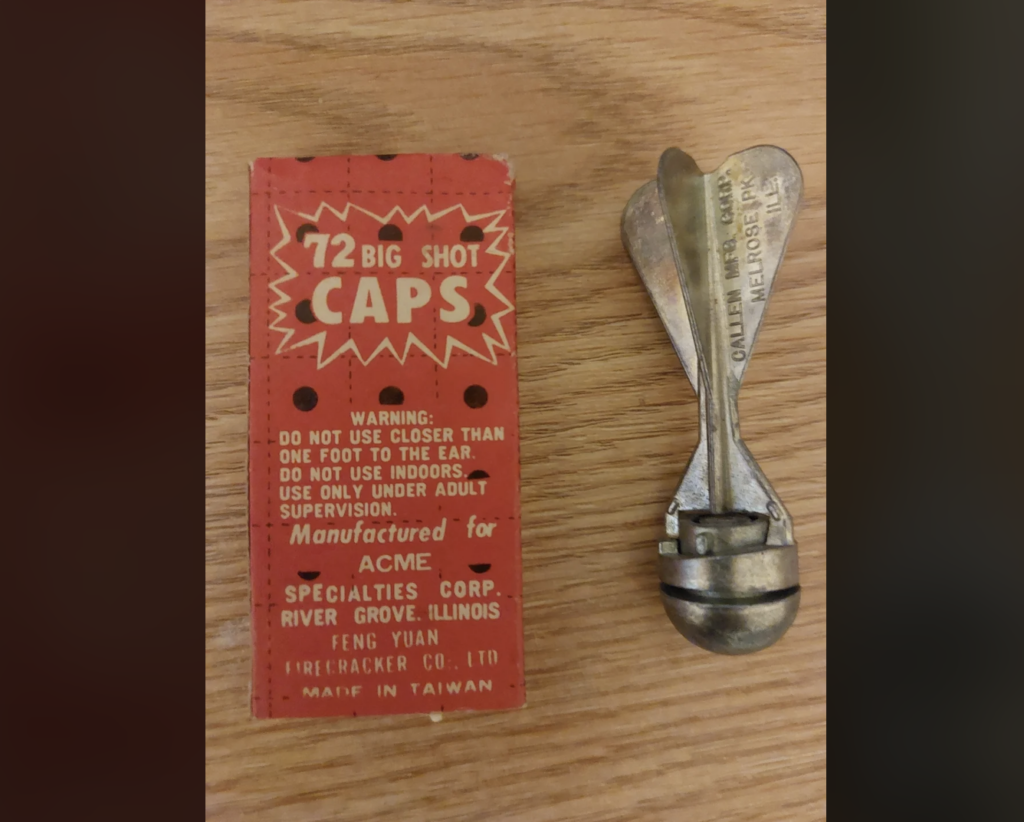 72 BIG SHOT
CAPS
WARNING:
DO NOT USE CLOSER THAN
ONE FOOT TO THE EAR.
DO NOT USE INDOORS.
USE ONLY UNDER ADULT
SUPERVISION.
Manufactured for
ACME
SPECIALTIES CORP.
RIVER GROVE. ILLINOIS
FENG YUAN
FIRECRACKER CO., LTD
MADE IN TAIWAN
CALLEN MFG. CORP.
MELROSE PK.
ILL.